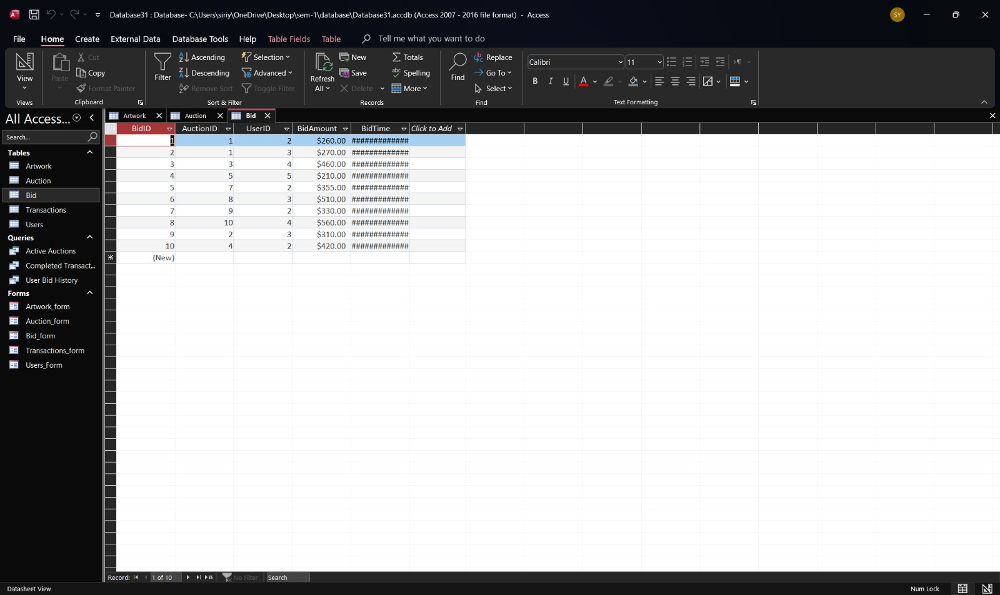 Database31 : Database- C:\Users\siriy\OneDrive\Desktop\sem-1\database\Database31.accdb (Access 2007 - 2016 file format) - Access
SY
File Home Create External Data Database Tools Help Table Fields Table Tell me what you want to do
View
Views
Paste
Cut
Copy
Format Painter
Clipboard
Filter
Ascending
Descending
Remove Sort
Selection
Advanced
Toggle Filter
Sort & Filter
Refresh
All
New
Save
Delete
Totals
Spelling
More
Records
Find
Replace
Go To
Select
Find
Calibri 11
B I U A
Text Formatting
All Access...
Search...
Tables
Artwork
Auction
Bid
Transactions
Users
Queries
Active Auctions
Completed Transact...
User Bid History
Forms
Artwork_form
Auction_form
Bid_form
Transactions_form
Users_Form
Artwork Auction Bid
BidID AuctionID UserID BidAmount BidTime Click to Add
1 1 2 $260.00 #############
2 1 3 $270.00 #############
3 3 4 $460.00 #############
4 5 5 $210.00 #############
5 7 2 $355.00 #############
6 8 3 $510.00 #############
7 9 2 $330.00 #############
8 10 4 $560.00 #############
9 2 3 $310.00 #############
10 4 2 $420.00 #############
(New)
Record: 1 of 10 No Filter Search
Datasheet View Num Lock